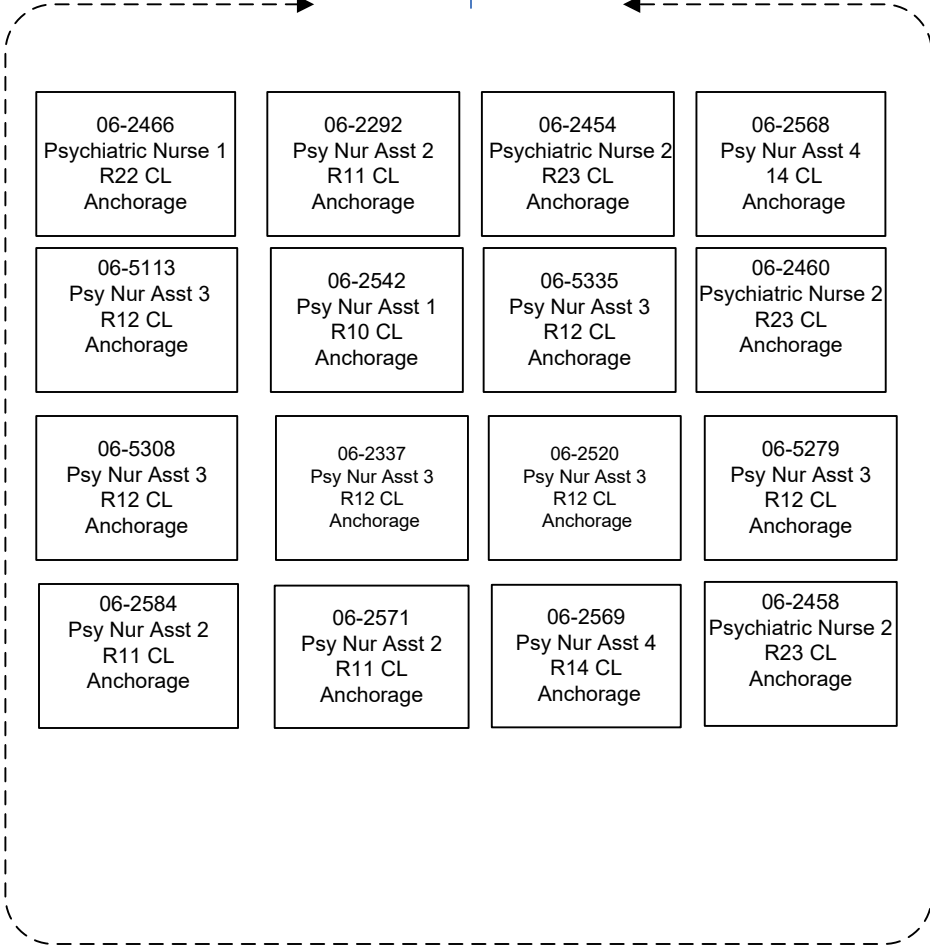 06-2466
Psychiatric Nurse 1
R22 CL
Anchorage
06-2292
Psy Nur Asst 2
R11 CL
Anchorage
06-2454
Psychiatric Nurse 2
R23 CL
Anchorage
06-2568
Psy Nur Asst 4
14 CL
Anchorage
06-5113
Psy Nur Asst 3
R12 CL
Anchorage
06-2542
Psy Nur Asst 1
R10 CL
Anchorage
06-5335
Psy Nur Asst 3
R12 CL
Anchorage
06-2460
Psychiatric Nurse 2
R23 CL
Anchorage
06-5308
Psy Nur Asst 3
R12 CL
Anchorage
06-2337
Psy Nur Asst 3
R12 CL
Anchorage
06-2520
Psy Nur Asst 3
R12 CL
Anchorage
06-5279
Psy Nur Asst 3
R12 CL
Anchorage
06-2584
Psy Nur Asst 2
R11 CL
Anchorage
06-2571
Psy Nur Asst 2
R11 CL
Anchorage
06-2569
Psy Nur Asst 4
R14 CL
Anchorage
06-2458
Psychiatric Nurse 2
R23 CL
Anchorage